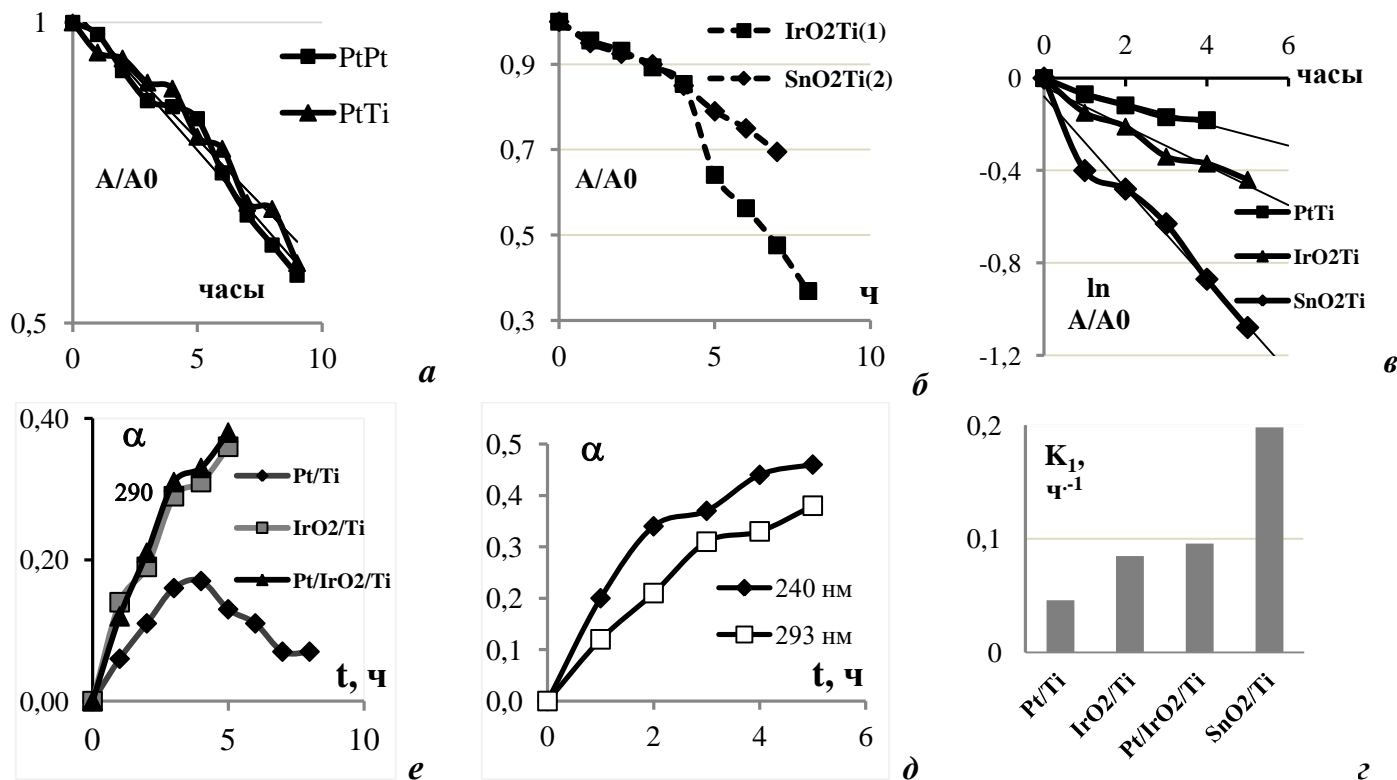 1
0,5
0
5
10
A/A0
часы
PtPt
PtTi
а
0,9
0,7
0,5
0,3
0
5
10
A/A0
ч
IrO2Ti(1)
SnO2Ti(2)
б
0
2
4
6
часы
0
-0,4
-0,8
-1,2
ln
A/A0
PtTi
IrO2Ti
SnO2Ti
в
0,40
0,20
0,00
0
5
10
α
290
t, ч
Pt/Ti
IrO2/Ti
Pt/IrO2/Ti
е
0,5
0,4
0,3
0,2
0,1
0,0
0
2
4
6
α
t, ч
240 нм
293 нм
д
0,2
0,1
0
K1,
ч·-1
Pt/Ti
IrO2/Ti
Pt/IrO2/Ti
SnO2/Ti
г